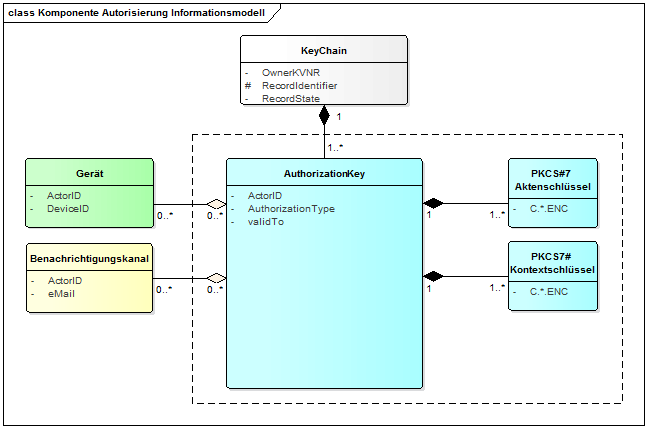 class Komponente Autorisierung Informationsmodell
KeyChain
- OwnerKVNR
# RecordIdentifier
- RecordState
1
1..*
Gerät
- ActorID
- DeviceID
0..*
0..*
AuthorizationKey
- ActorID
- AuthorizationType
- validTo
1
1..*
PKCS#7
Aktenschlüssel
- C.*.ENC
Benachrichtigungskanal
- ActorID
- eMail
0..*
0..*
1
1..*
PKCS7#
Kontextschlüssel
- C.*.ENC